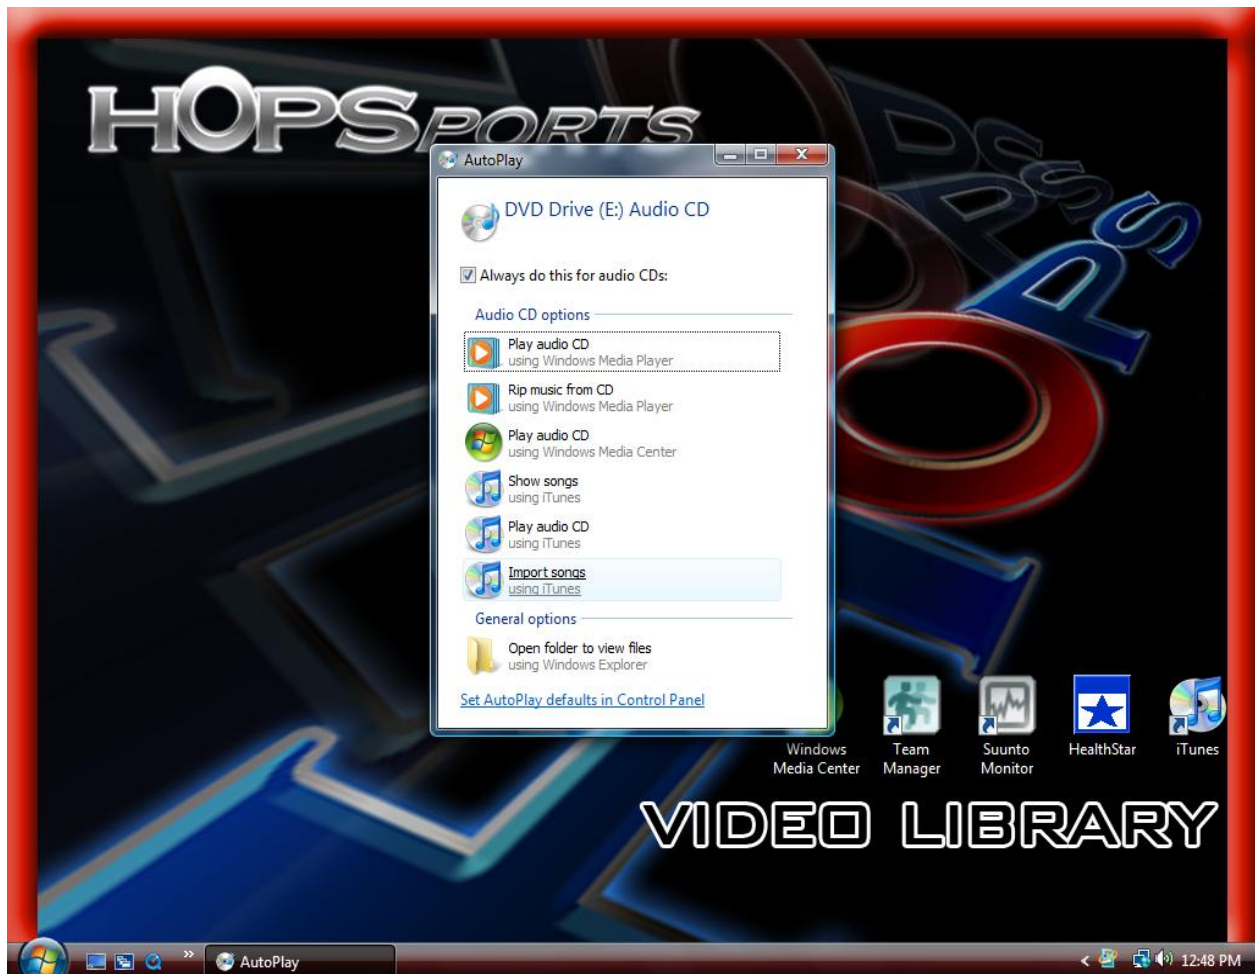 HOPSPORTS
AutoPlay
DVD Drive (E:) Audio CD
Always do this for audio CDs:
Audio CD options
Play audio CD
using Windows Media Player
Rip music from CD
using Windows Media Player
Play audio CD
using Windows Media Center
Show songs
using iTunes
Play audio CD
using iTunes
Import songs
using iTunes
General options
Open folder to view files
using Windows Explorer
Set AutoPlay defaults in Control Panel
HOPS
Windows
Media Center
Team
Manager
Suunto
Monitor
HealthStar
iTunes
VIDEO LIBRARY
AutoPlay
12:48 PM